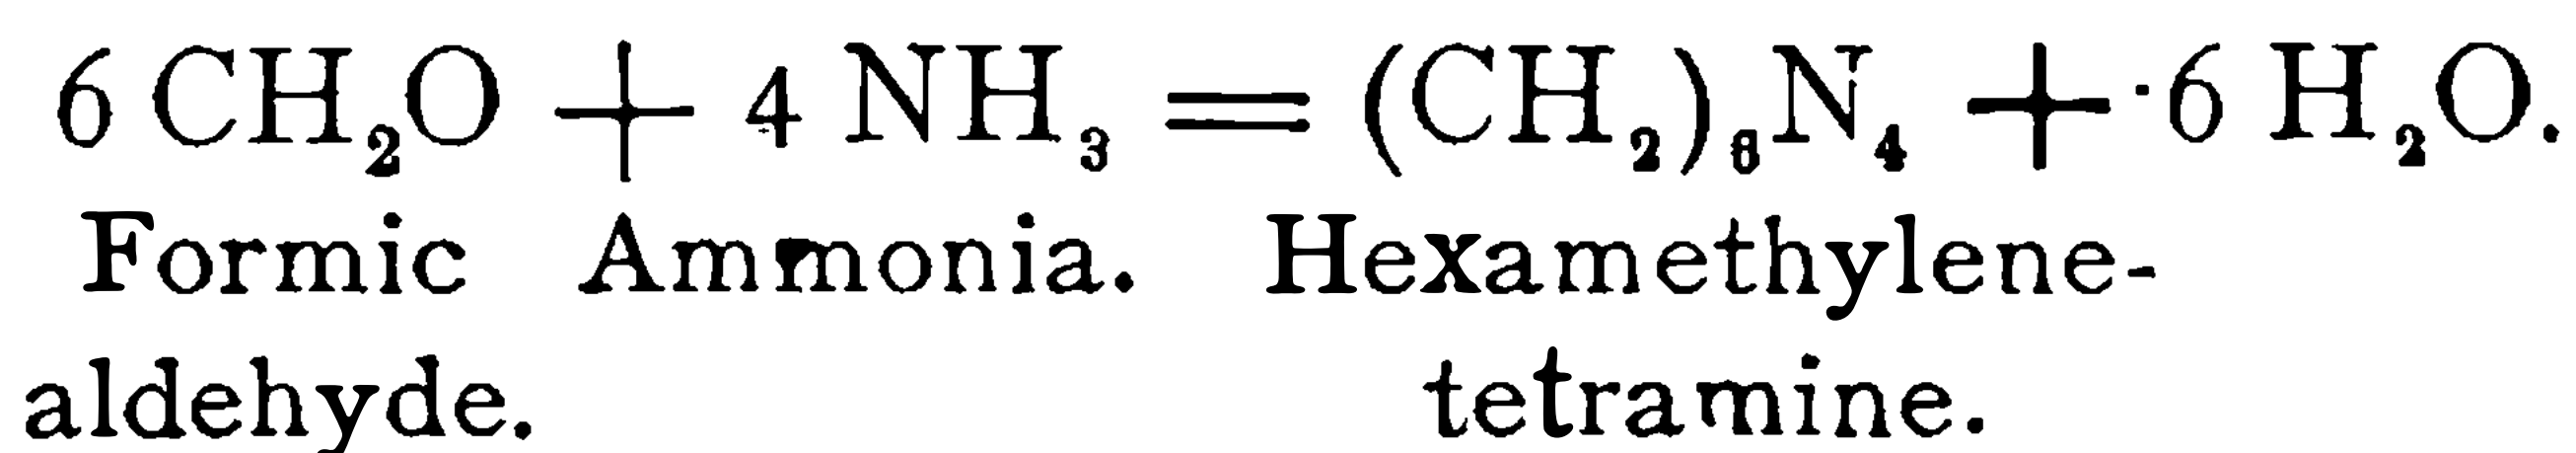 6 CH₂O + 4 NH₃ = (CH₂)₆N₄ + 6 H₂O.
Formic Ammonia. Hexamethylene-
aldehyde. tetramine.